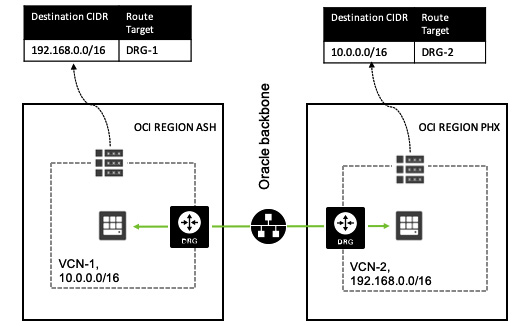 Destination CIDR Route Target
192.168.0.0/16 DRG-1
Destination CIDR Route Target
10.0.0.0/16 DRG-2
OCI REGION ASH
Oracle backbone
OCI REGION PHX
DRG
DRG
VCN-1,
10.0.0.0/16
VCN-2,
192.168.0.0/16